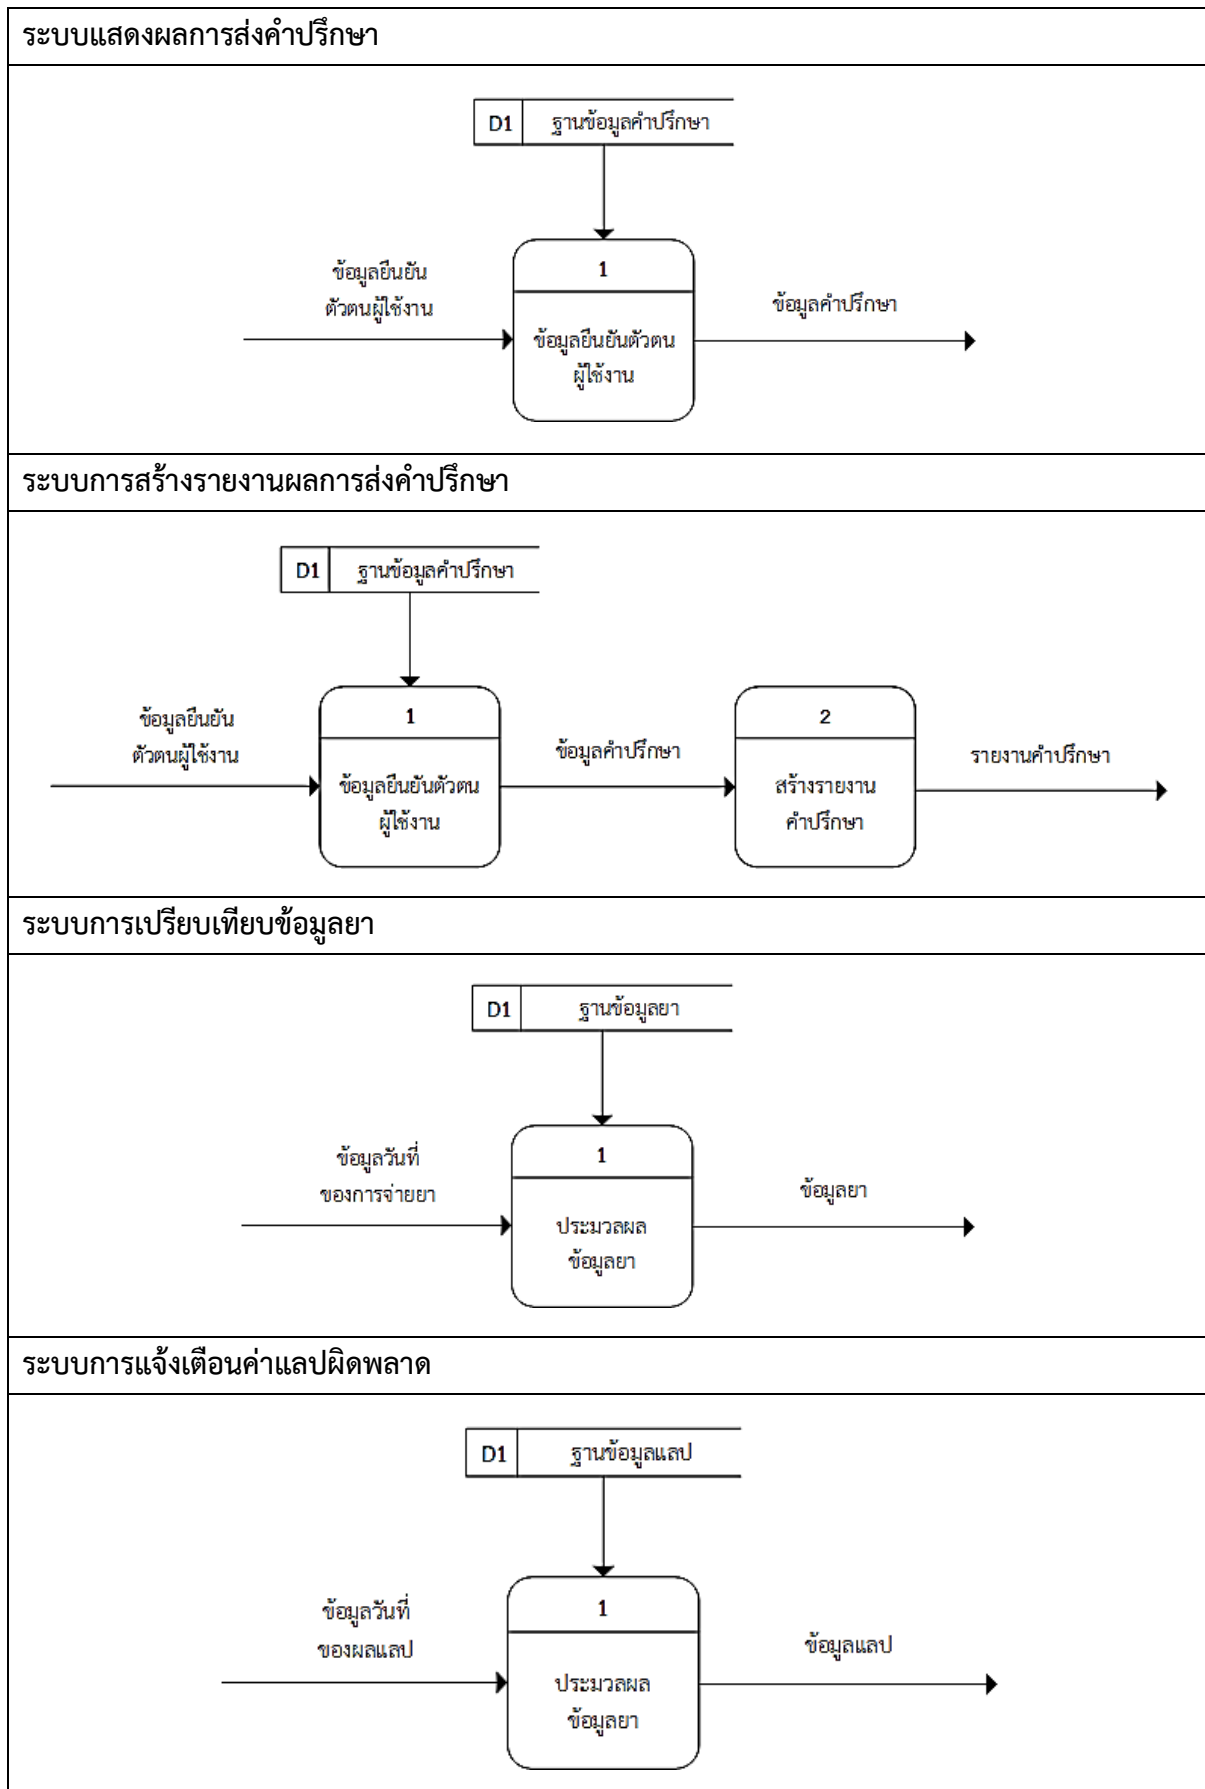 ระบบแสดงผลการส่งคำปรึกษา
D1 ฐานข้อมูลคำปรึกษา
ข้อมูลยืนยัน
ตัวตนผู้ใช้งาน
1
ข้อมูลยืนยันตัวตน
ผู้ใช้งาน
ข้อมูลคำปรึกษา
ระบบการสร้างรายงานผลการส่งคำปรึกษา
D1 ฐานข้อมูลคำปรึกษา
ข้อมูลยืนยัน
ตัวตนผู้ใช้งาน
1
ข้อมูลยืนยันตัวตน
ผู้ใช้งาน
ข้อมูลคำปรึกษา
2
สร้างรายงาน
คำปรึกษา
รายงานคำปรึกษา
ระบบการเปรียบเทียบข้อมูลยา
D1 ฐานข้อมูลยา
ข้อมูลวันที่
ของการจ่ายยา
1
ประมวลผล
ข้อมูลยา
ข้อมูลยา
ระบบการแจ้งเตือนค่าแลปผิดพลาด
D1 ฐานข้อมูลแลป
ข้อมูลวันที่
ของผลแลป
1
ประมวลผล
ข้อมูลยา
ข้อมูลแลป